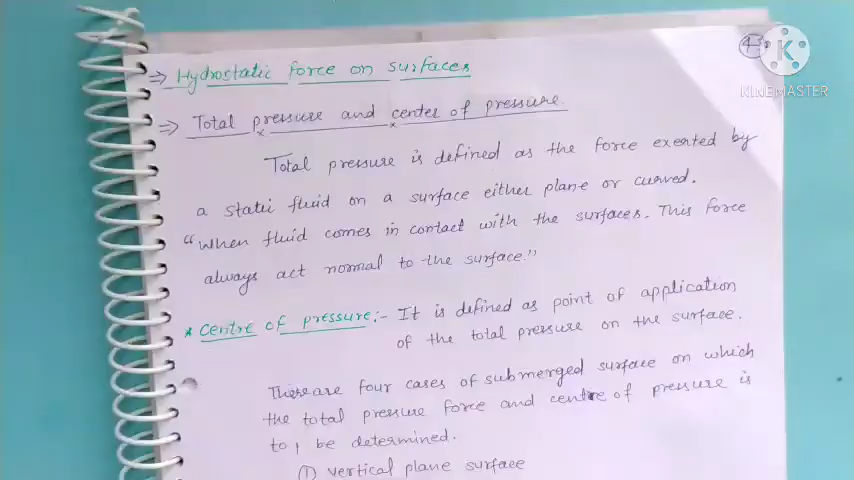 43
KINEMASTER
⇒ Hydrostatic force on surfaces
⇒ Total pressure and center of pressure.
Total pressure is defined as the force exerted by
a static fluid on a surface either plane or curved.
"When fluid comes in contact with the surfaces. This force
always act normal to the surface."
* Centre of pressure:- It is defined as point of application
of the total pressure on the surface.
There are four cases of submerged surface on which
the total pressure force and centre of pressure is
to, be determined.
① vertical plane surface